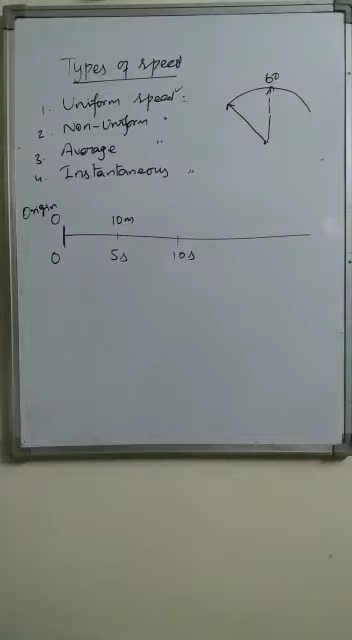 Types of speed
60
1. Uniform speed :
2. Non-Uniform "
3. Average "
4. Instantaneous "
Origin
0 10m
0 5s 10s